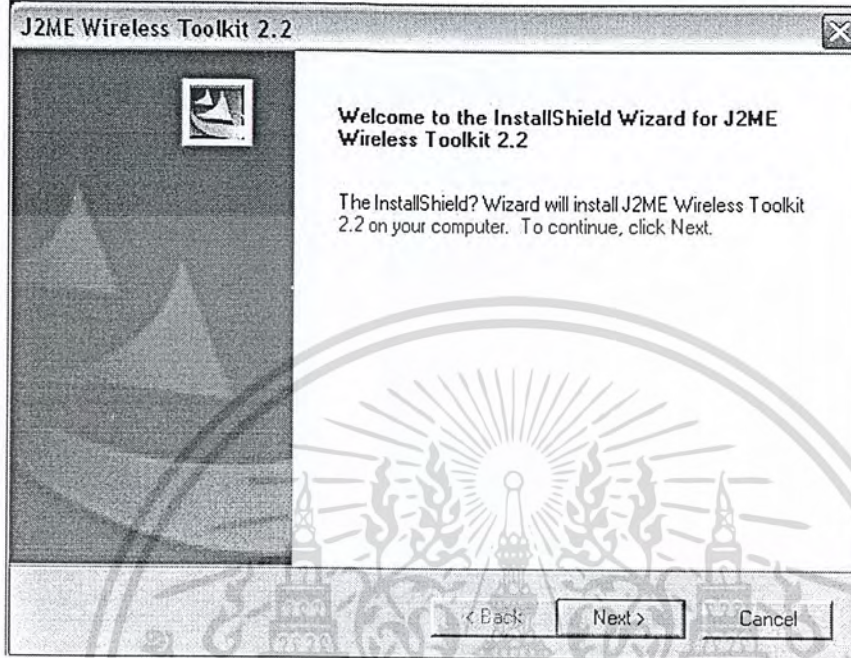 J2ME Wireless Toolkit 2.2
Welcome to the InstallShield Wizard for J2ME
Wireless Toolkit 2.2
The InstallShield? Wizard will install J2ME Wireless Toolkit
2.2 on your computer. To continue, click Next.
< Back
Next >
Cancel